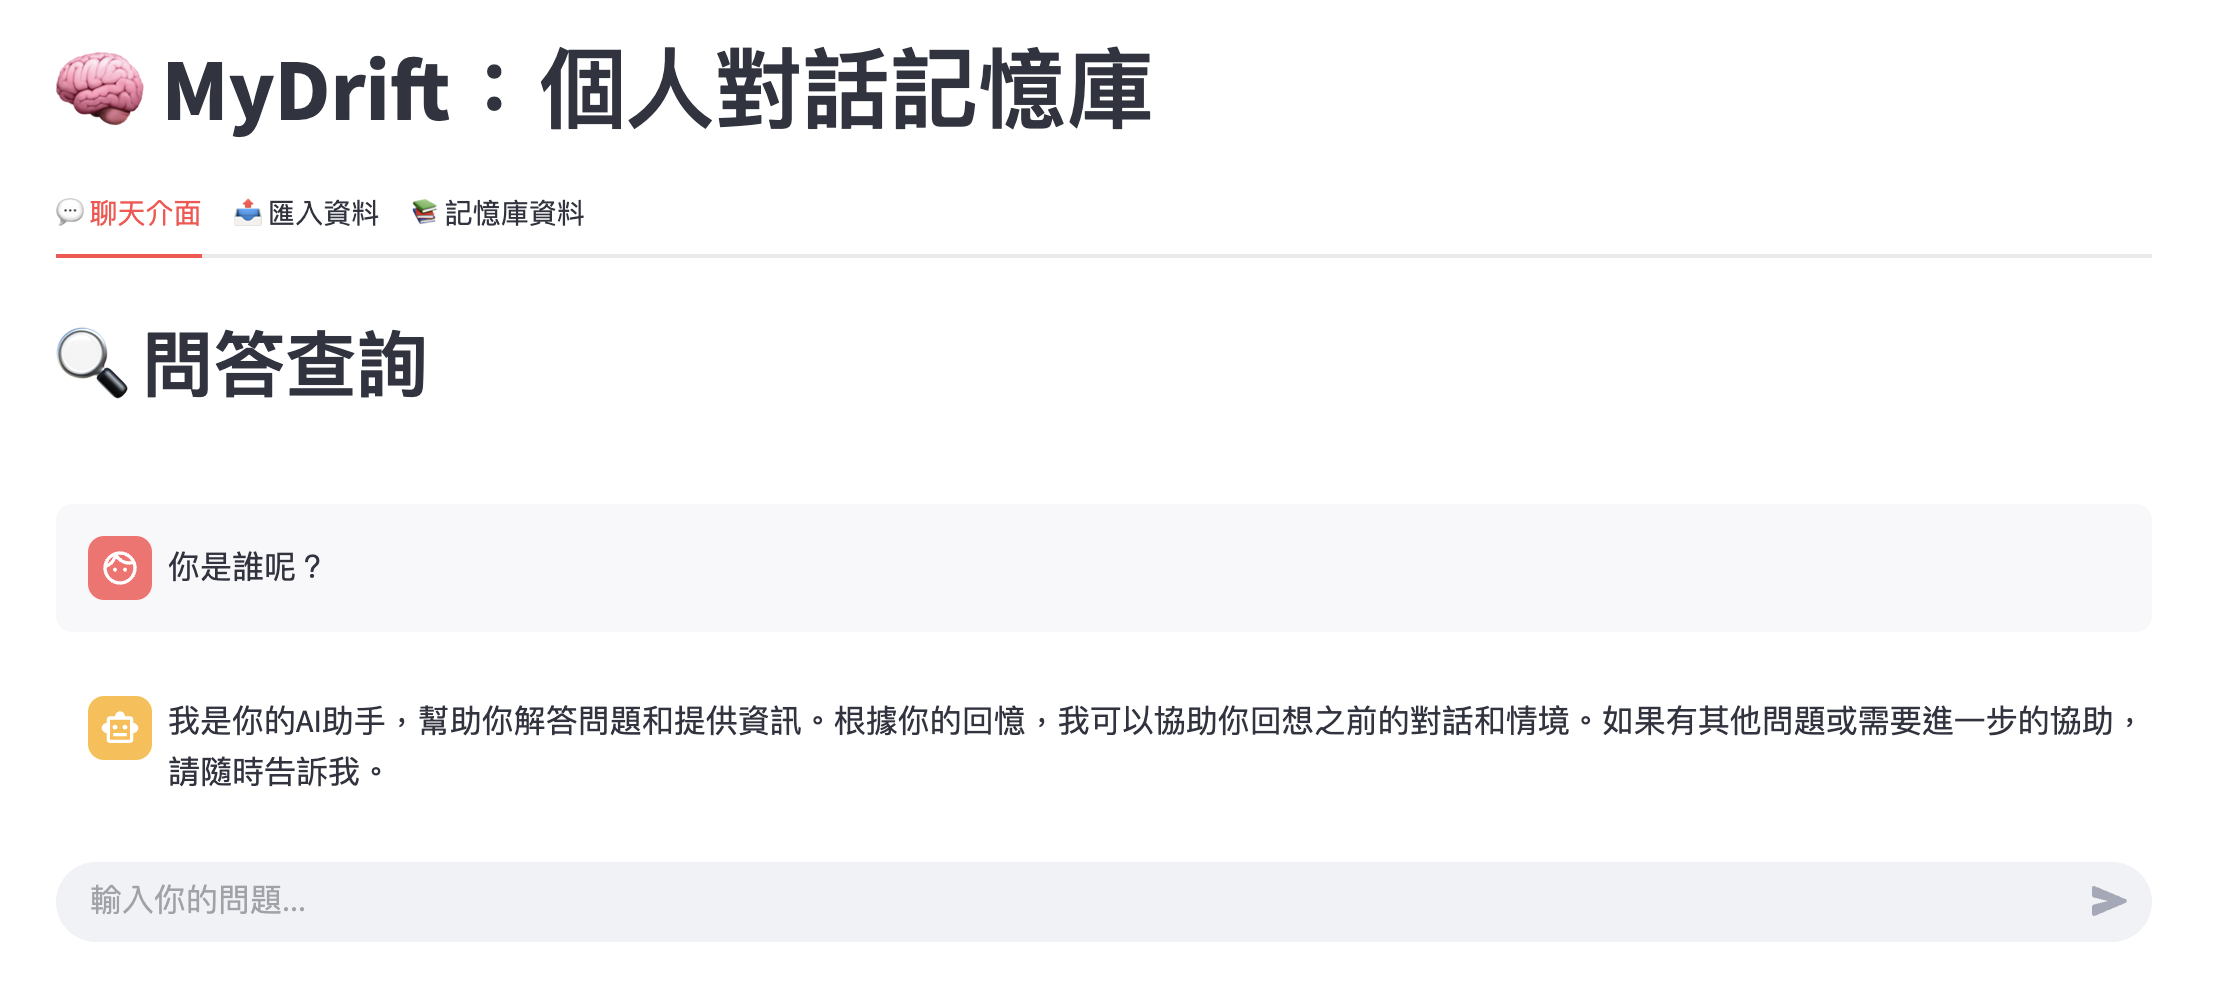 MyDrift：個人對話記憶庫
聊天介面 匯入資料 記憶庫資料
問答查詢
你是誰呢？
我是你的AI助手，幫助你解答問題和提供資訊。根據你的回憶，我可以協助你回想之前的對話和情境。如果有其他問題或需要進一步的協助，
請隨時告訴我。
輸入你的問題...